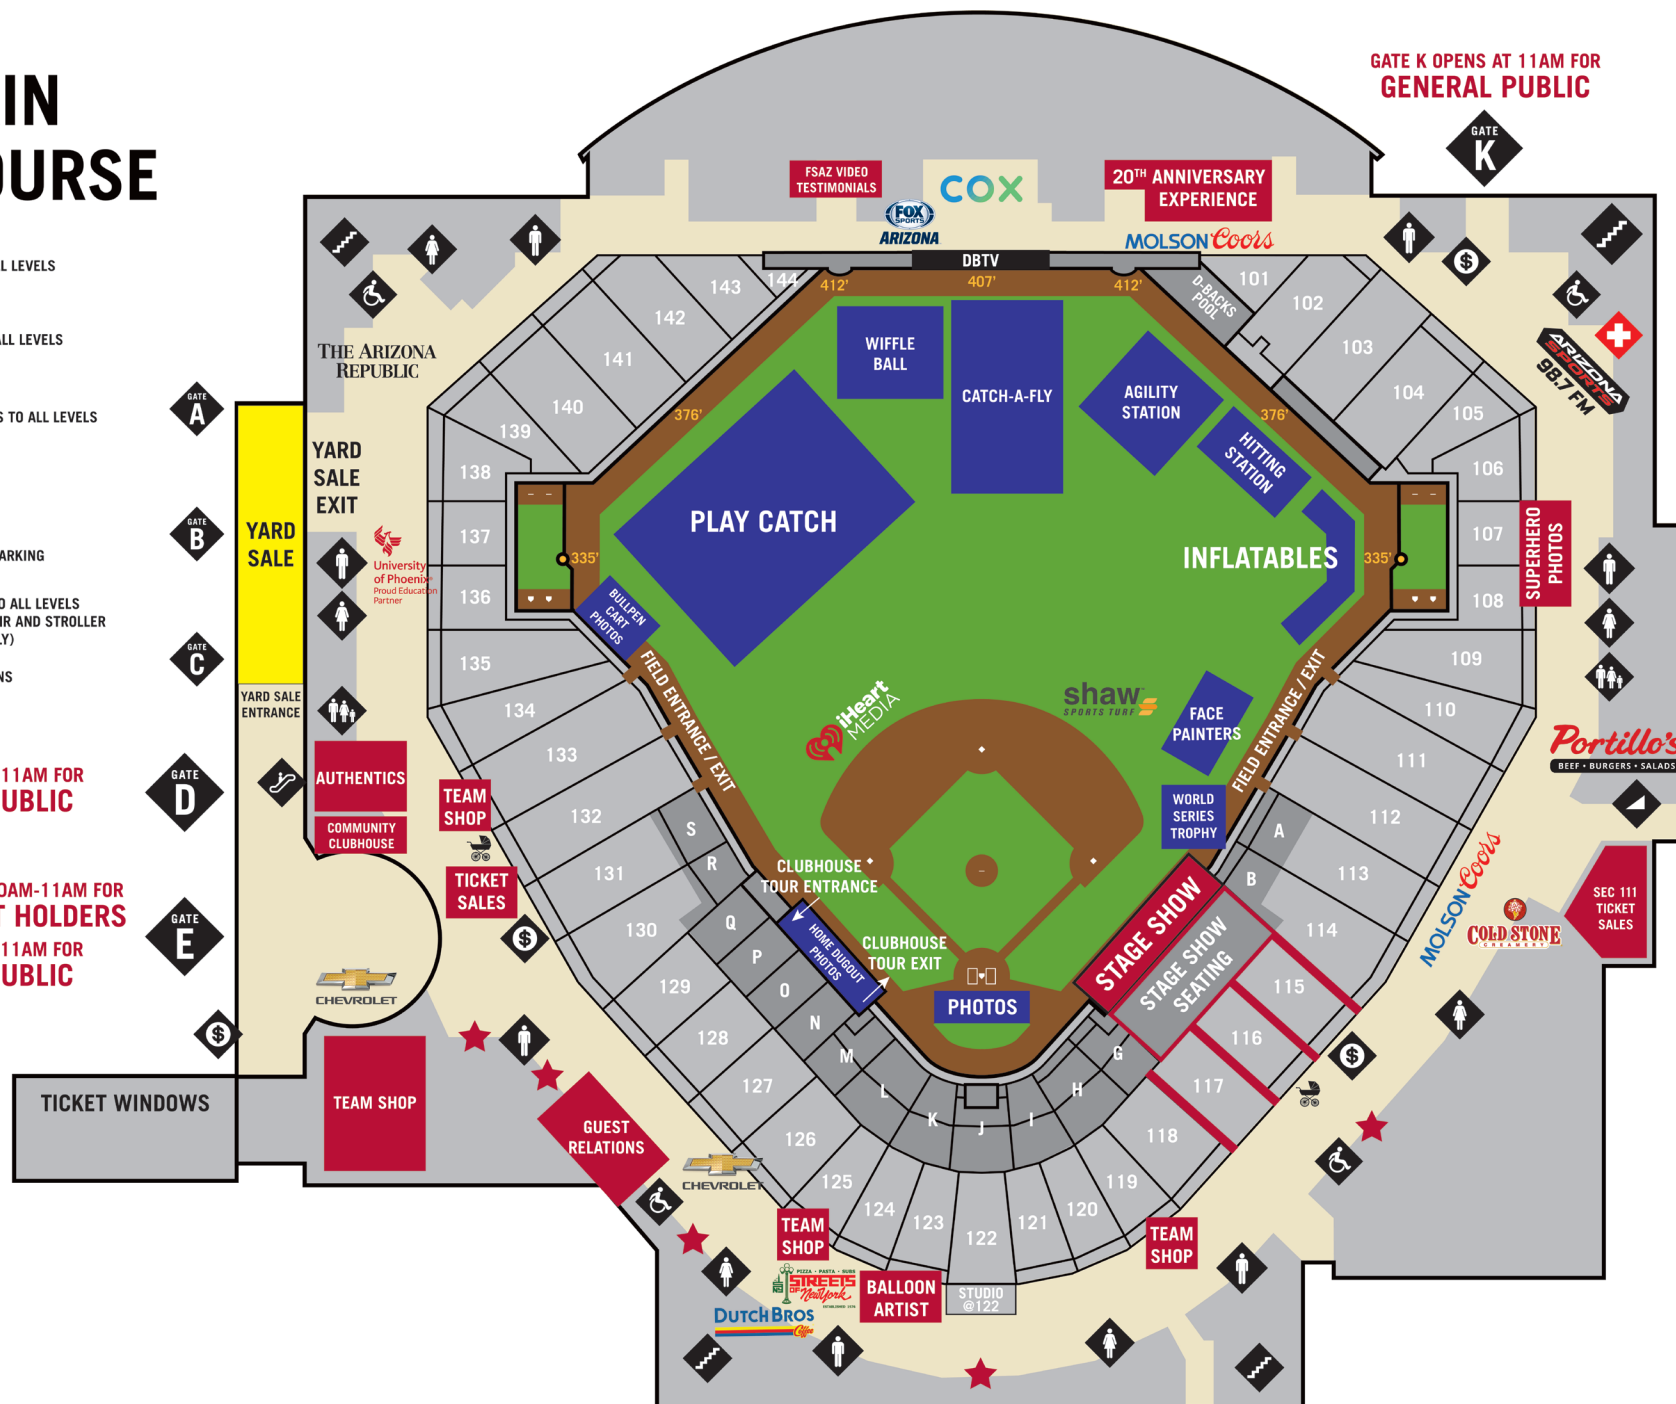 IN
OURSE
L LEVELS
ALL LEVELS
S TO ALL LEVELS
ARKING
O ALL LEVELS
IR AND STROLLER
LY)
NS
11AM FOR
UBLIC
0AM-11AM FOR
T HOLDERS
11AM FOR
UBLIC
GATE K OPENS AT 11AM FOR
GENERAL PUBLIC
GATE
K
GATE
A
GATE
B
GATE
C
GATE
D
GATE
E
FSAZ VIDEO
TESTIMONIALS
COX
20TH ANNIVERSARY
EXPERIENCE
FOX
SPORTS
ARIZONA
MOLSON Coors
DBTV
412'
407'
412'
376'
376'
335'
335'
D-BACKS
POOL
THE ARIZONA
REPUBLIC
YARD
SALE
EXIT
YARD
SALE
YARD SALE
ENTRANCE
University
of Phoenix
Proud Education
Partner
ARIZONA
SPORTS
98.7 FM
144
143
142
141
140
139
138
137
136
135
134
133
132
131
130
129
128
127
126
125
124
123
122
121
120
119
118
117
116
115
114
113
112
111
110
109
108
107
106
105
104
103
102
101
WIFFLE
BALL
CATCH-A-FLY
AGILITY
STATION
HITTING
STATION
PLAY CATCH
INFLATABLES
BULLPEN
CART
PHOTOS
SUPERHERO
PHOTOS
FIELD ENTRANCE / EXIT
FIELD ENTRANCE / EXIT
iHeart
MEDIA
shaw
SPORTS TURF
FACE
PAINTERS
WORLD
SERIES
TROPHY
Portillo's
BEEF • BURGERS • SALADS
AUTHENTICS
COMMUNITY
CLUBHOUSE
TEAM
SHOP
TICKET
SALES
CLUBHOUSE
TOUR ENTRANCE
HOME DUGOUT
PHOTOS
CLUBHOUSE
TOUR EXIT
PHOTOS
STAGE SHOW
STAGE SHOW
SEATING
S
R
Q
P
O
N
M
L
K
J
I
H
G
B
A
MOLSON Coors
COLD STONE
CREAMERY
SEC 111
TICKET
SALES
CHEVROLET
$
$
$
$
TICKET WINDOWS
TEAM SHOP
GUEST
RELATIONS
CHEVROLET
TEAM
SHOP
TEAM
SHOP
PIZZA • PASTA • SUBS
STREETS
OF
New York
DUTCH BROS
Coffee
BALLOON
ARTIST
STUDIO
@122